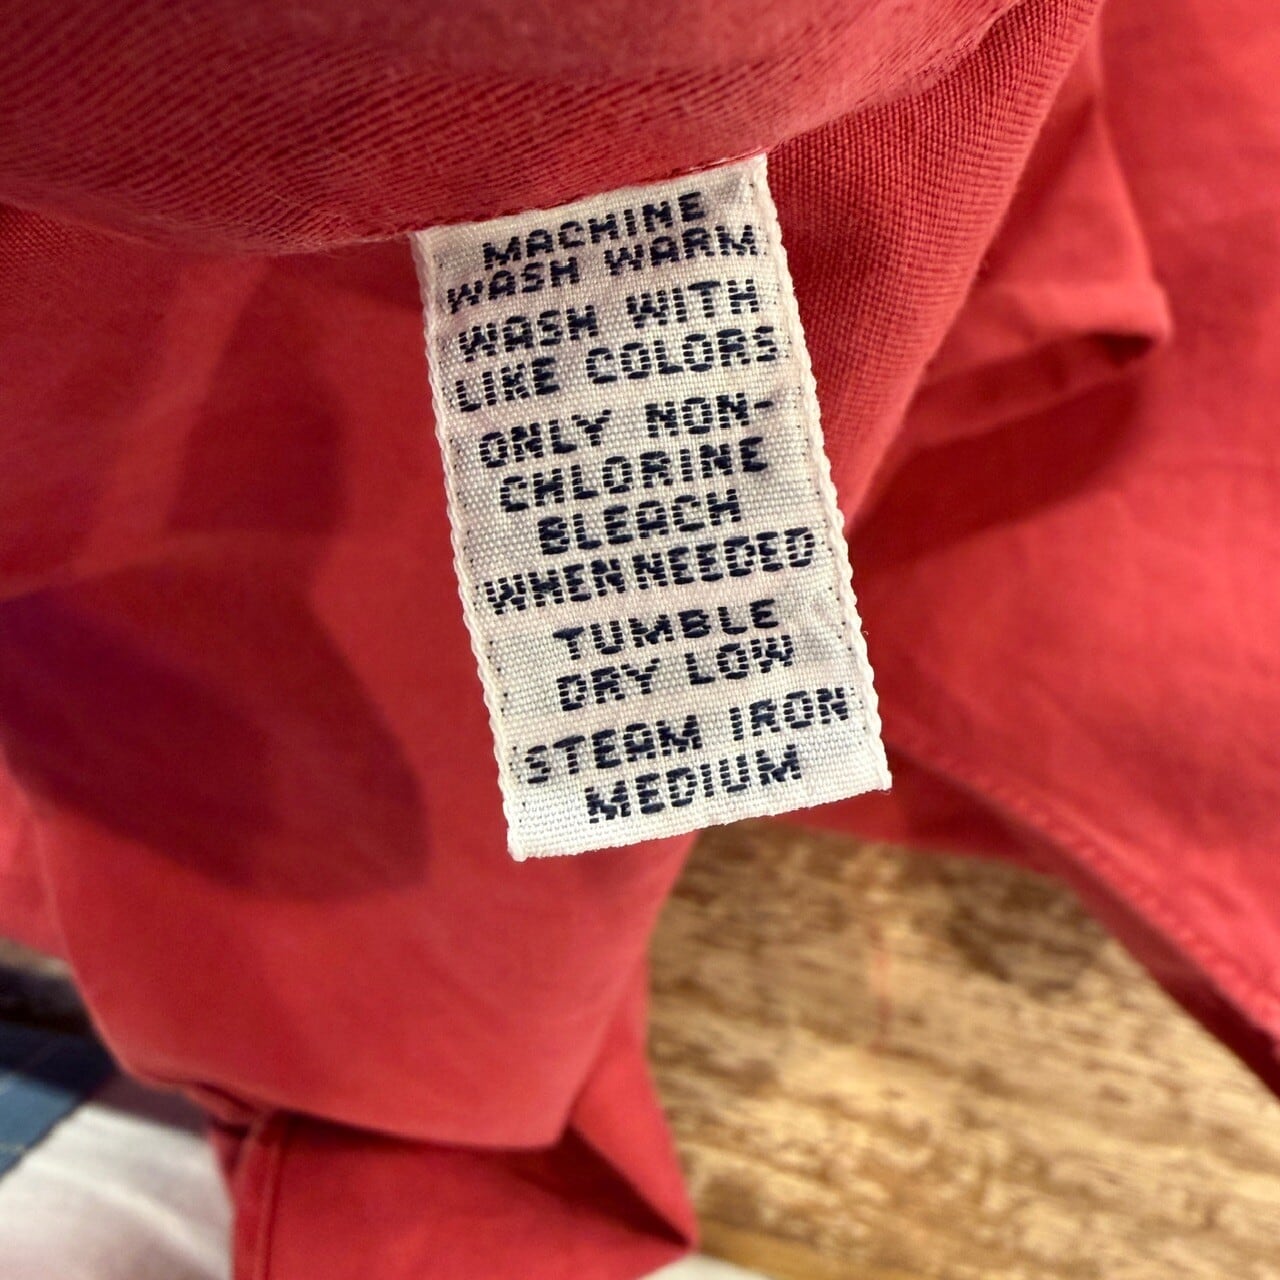 MACHINE
WASH WARM
WASH WITH
LIKE COLORS
ONLY NON-
CHLORINE
BLEACH
WHEN NEEDED
TUMBLE
DRY LOW
STEAM IRON
MEDIUM